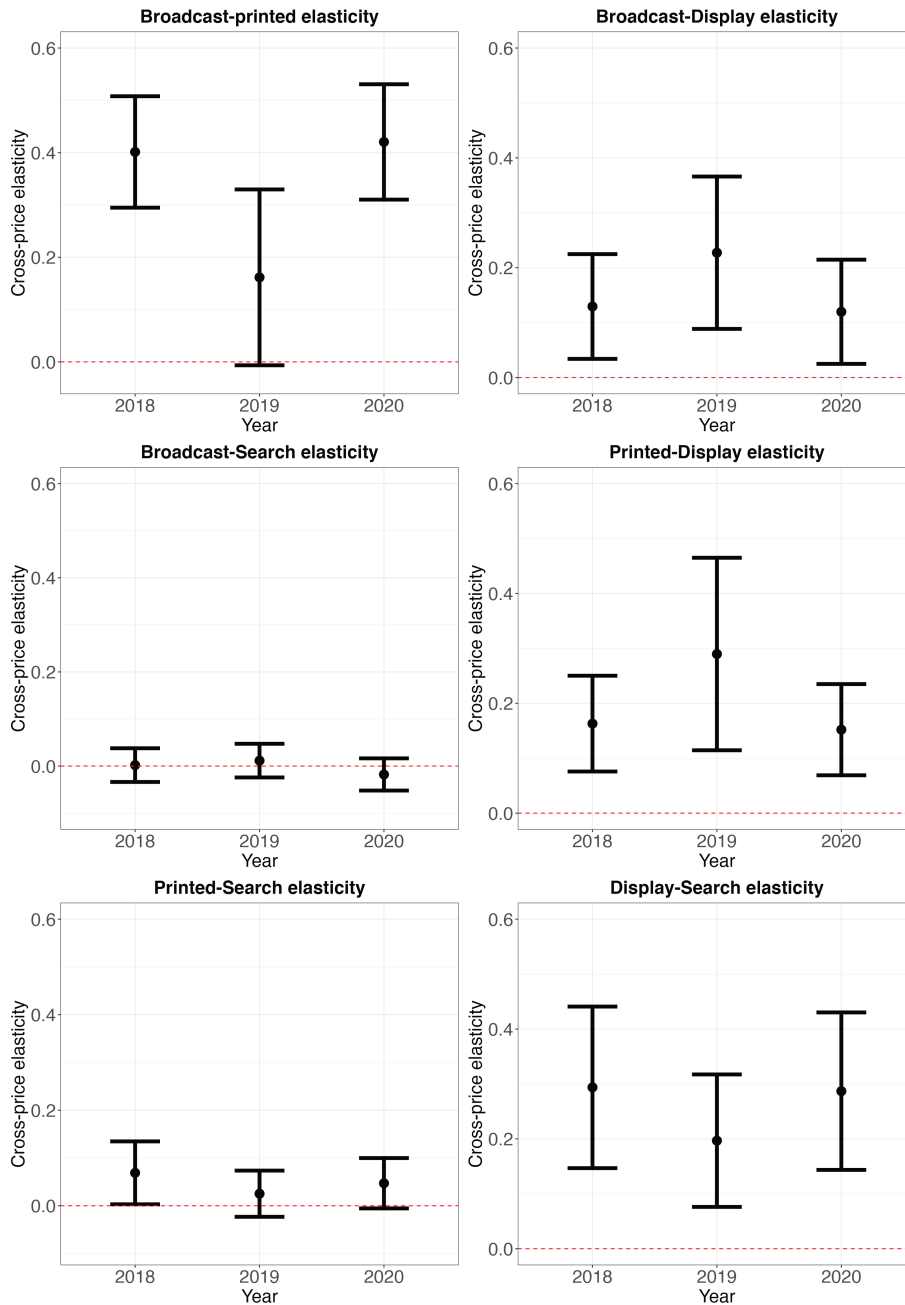 Broadcast-printed elasticity
Cross-price elasticity
0.6
0.4
0.2
0.0
2018 2019 2020
Year
Broadcast-Display elasticity
Cross-price elasticity
0.6
0.4
0.2
0.0
2018 2019 2020
Year
Broadcast-Search elasticity
Cross-price elasticity
0.6
0.4
0.2
0.0
2018 2019 2020
Year
Printed-Display elasticity
Cross-price elasticity
0.6
0.4
0.2
0.0
2018 2019 2020
Year
Printed-Search elasticity
Cross-price elasticity
0.6
0.4
0.2
0.0
2018 2019 2020
Year
Display-Search elasticity
Cross-price elasticity
0.6
0.4
0.2
0.0
2018 2019 2020
Year